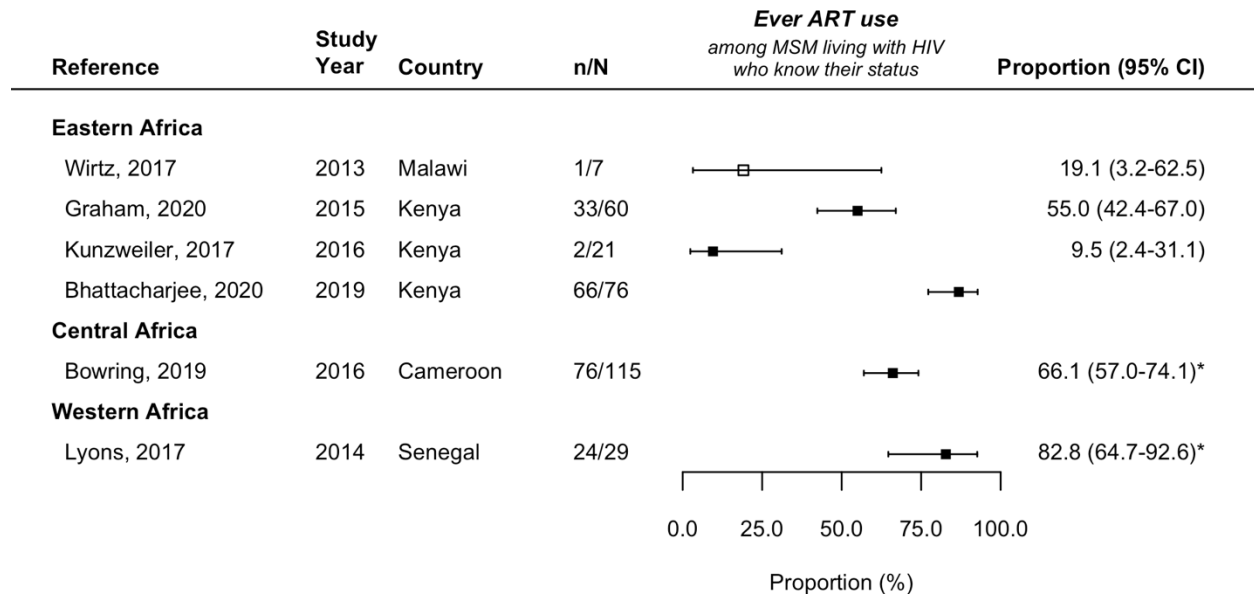 Ever ART use
among MSM living with HIV
who know their status
Reference Study Year Country n/N Proportion (95% CI)
Eastern Africa
Wirtz, 2017 2013 Malawi 1/7 19.1 (3.2-62.5)
Graham, 2020 2015 Kenya 33/60 55.0 (42.4-67.0)
Kunzweiler, 2017 2016 Kenya 2/21 9.5 (2.4-31.1)
Bhattacharjee, 2020 2019 Kenya 66/76
Central Africa
Bowring, 2019 2016 Cameroon 76/115 66.1 (57.0-74.1)*
Western Africa
Lyons, 2017 2014 Senegal 24/29 82.8 (64.7-92.6)*
0.0 25.0 50.0 75.0 100.0
Proportion (%)